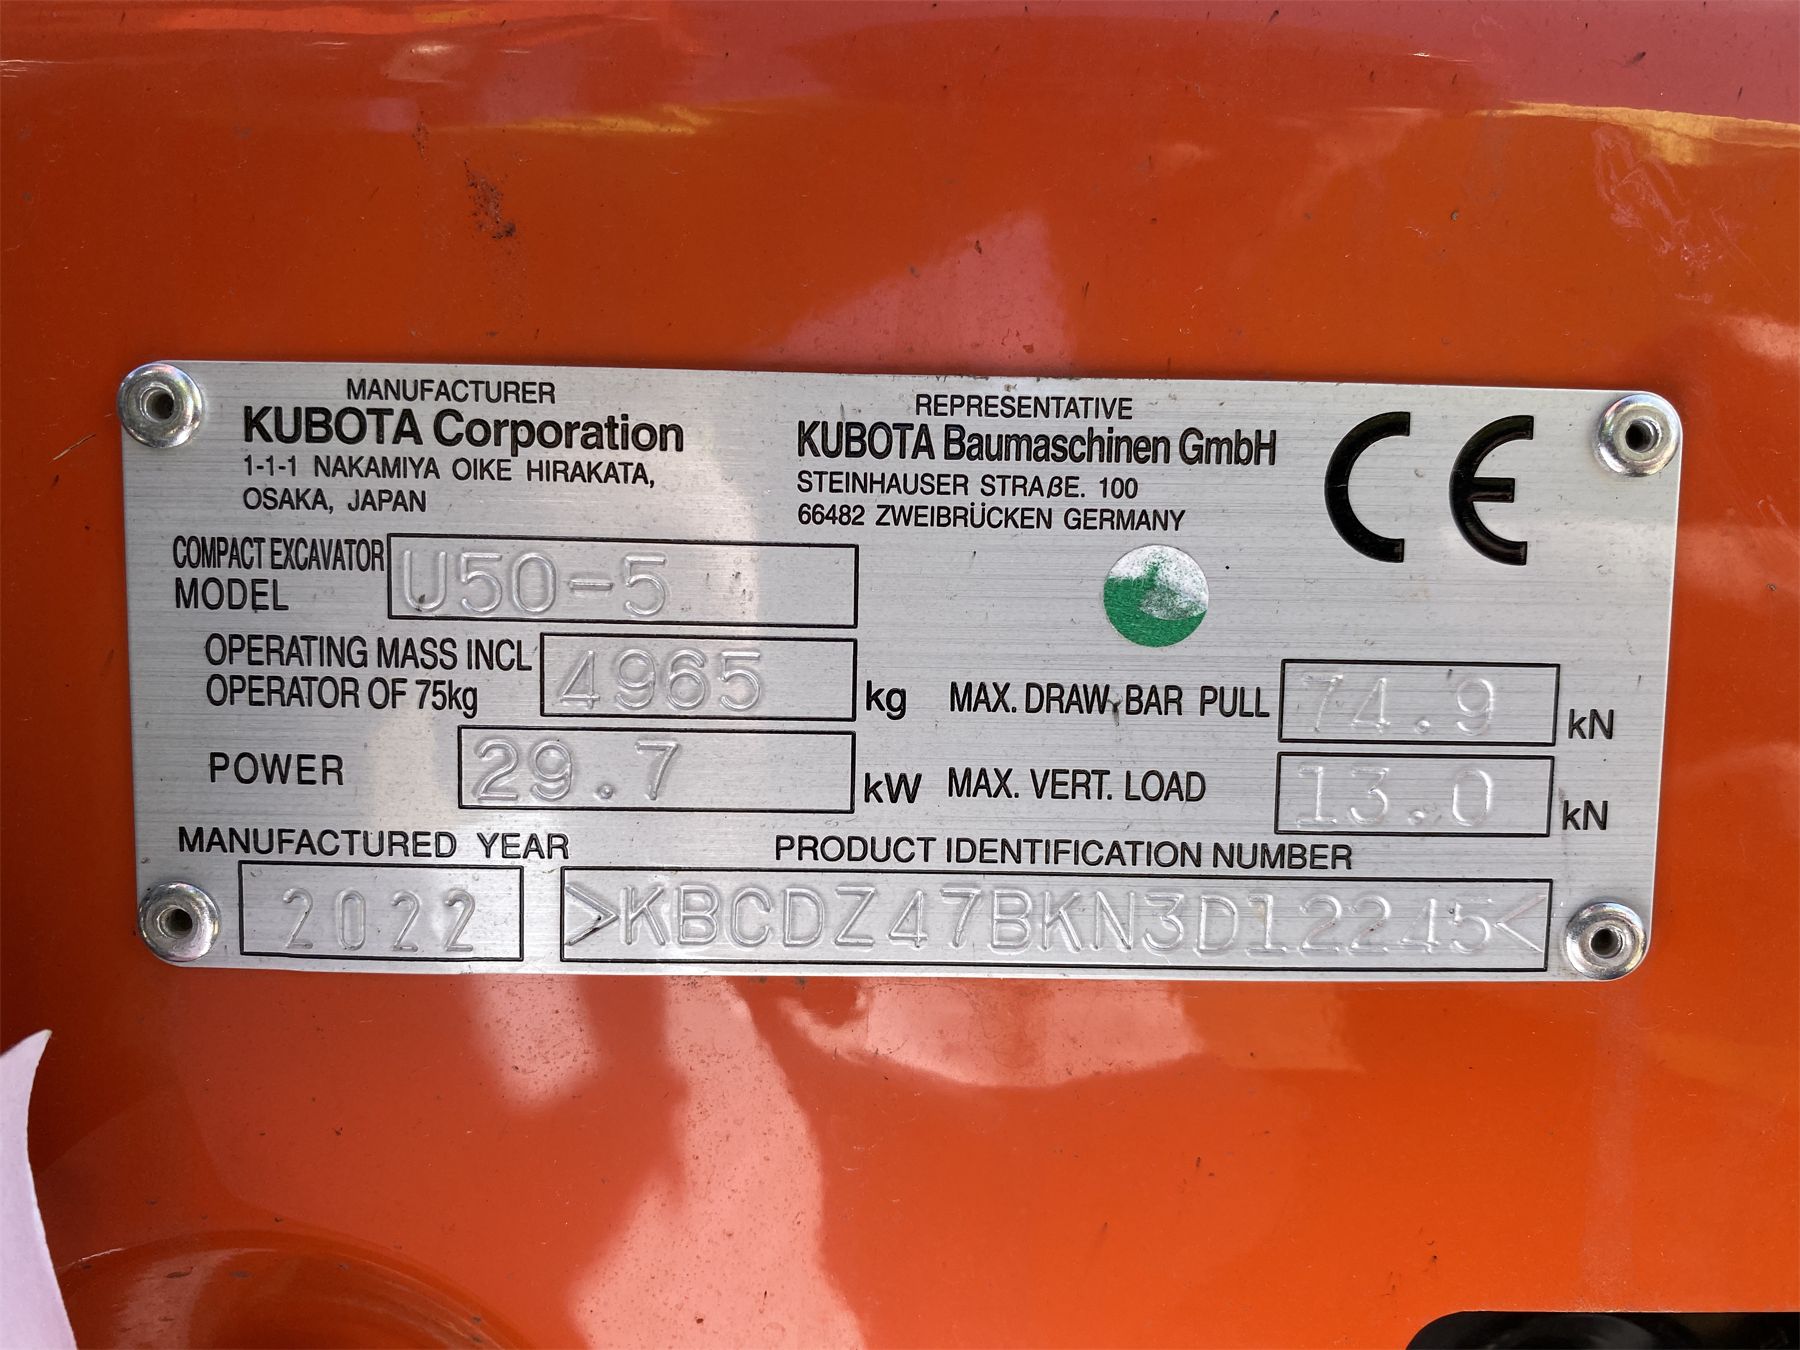 MANUFACTURER
KUBOTA Corporation
1-1-1 NAKAMIYA OIKE HIRAKATA,
OSAKA, JAPAN
REPRESENTATIVE
KUBOTA Baumaschinen GmbH
STEINHAUSER STRAßE. 100
66482 ZWEIBRÜCKEN GERMANY
CE
COMPACT EXCAVATOR
MODEL U50-5
OPERATING MASS INCL
OPERATOR OF 75kg 4965 kg
MAX. DRAW. BAR PULL 74.9 kN
POWER 29.7 kW
MAX. VERT. LOAD 13.0 kN
MANUFACTURED YEAR
2022
PRODUCT IDENTIFICATION NUMBER
>KBCDZ47BKN3D12245<